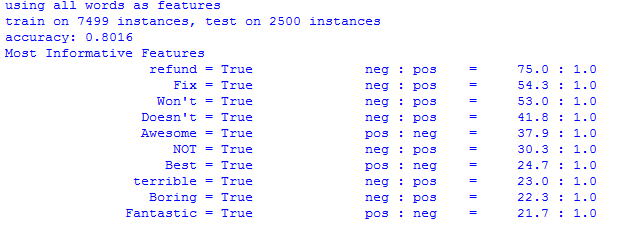 using all words as features
train on 7499 instances, test on 2500 instances
accuracy: 0.8016
Most Informative Features
refund = True neg : pos = 75.0 : 1.0
Fix = True neg : pos = 54.3 : 1.0
Won't = True neg : pos = 53.0 : 1.0
Doesn't = True neg : pos = 41.8 : 1.0
Awesome = True pos : neg = 37.9 : 1.0
NOT = True neg : pos = 30.3 : 1.0
Best = True pos : neg = 24.7 : 1.0
terrible = True neg : pos = 23.0 : 1.0
Boring = True neg : pos = 22.3 : 1.0
Fantastic = True pos : neg = 21.7 : 1.0